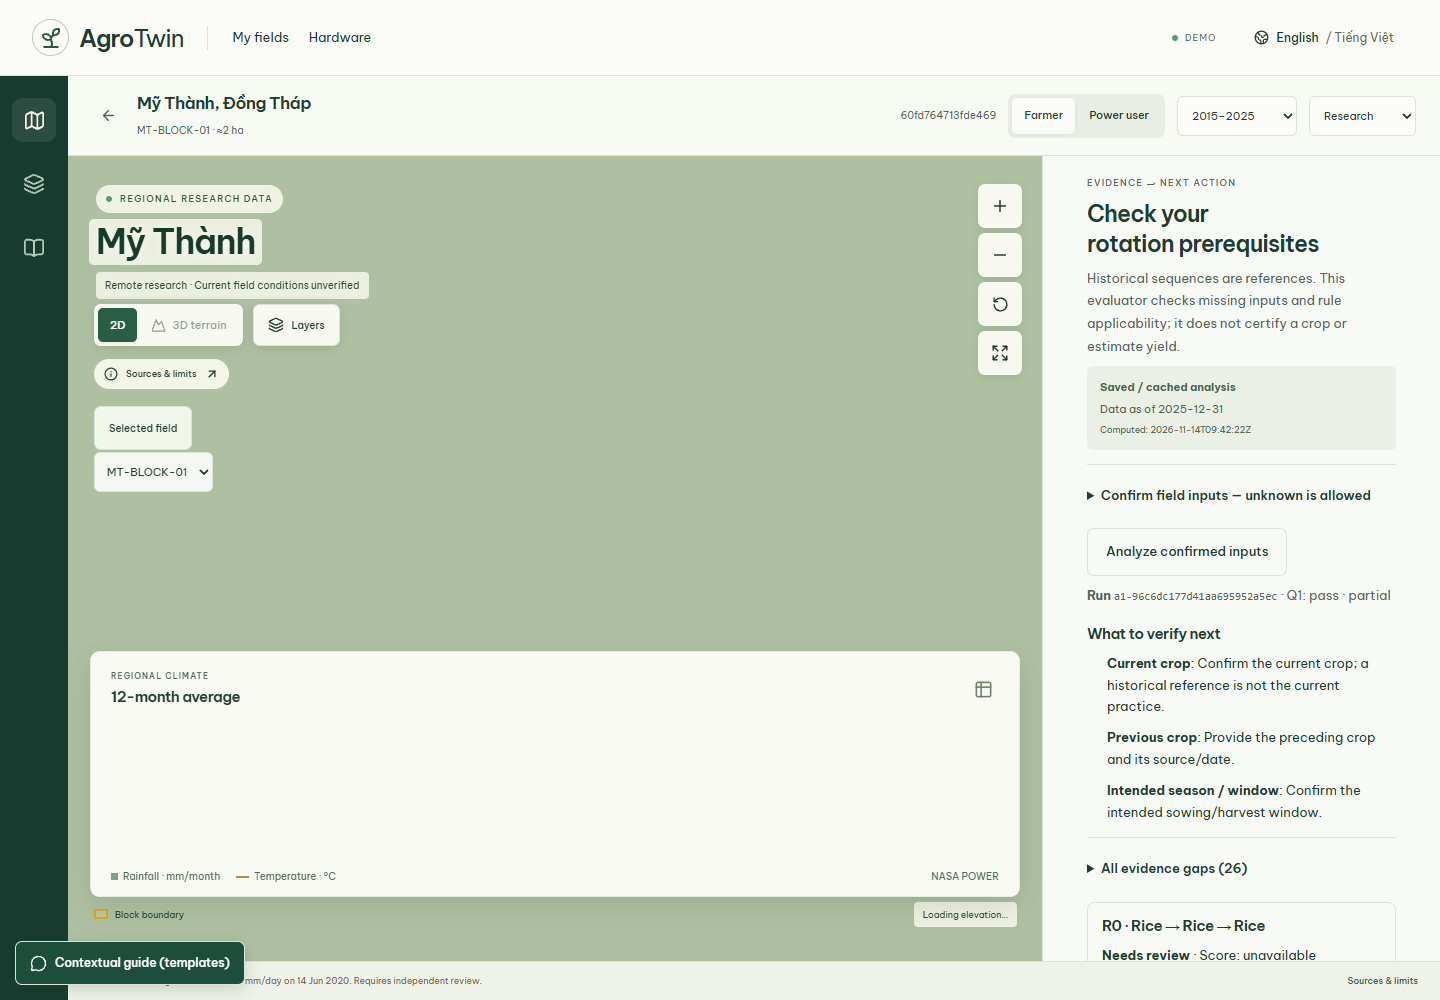 AgroTwin
My fields
Hardware
DEMO
English / Tiếng Việt
Mỹ Thành, Đồng Tháp
MT-BLOCK-01 · ≈2 ha
60fd764713fde469
Farmer
Power user
2015–2025
Research
REGIONAL RESEARCH DATA
Mỹ Thành
Remote research · Current field conditions unverified
2D
3D terrain
Layers
Sources & limits
Selected field
MT-BLOCK-01
REGIONAL CLIMATE
12-month average
Rainfall · mm/month
Temperature · °C
NASA POWER
Block boundary
Loading elevation...
Contextual guide (templates)
mm/day on 14 Jun 2020. Requires independent review.
Sources & limits
EVIDENCE → NEXT ACTION
Check your
rotation prerequisites
Historical sequences are references. This
evaluator checks missing inputs and rule
applicability; it does not certify a crop or
estimate yield.
Saved / cached analysis
Data as of 2025-12-31
Computed: 2026-11-14T09:42:22Z
Confirm field inputs — unknown is allowed
Analyze confirmed inputs
Run a1-96c6dc177d41aa695952a5ec · Q1: pass · partial
What to verify next
Current crop: Confirm the current crop; a
historical reference is not the current
practice.
Previous crop: Provide the preceding crop
and its source/date.
Intended season / window: Confirm the
intended sowing/harvest window.
All evidence gaps (26)
R0 · Rice → Rice → Rice
Needs review · Score: unavailable